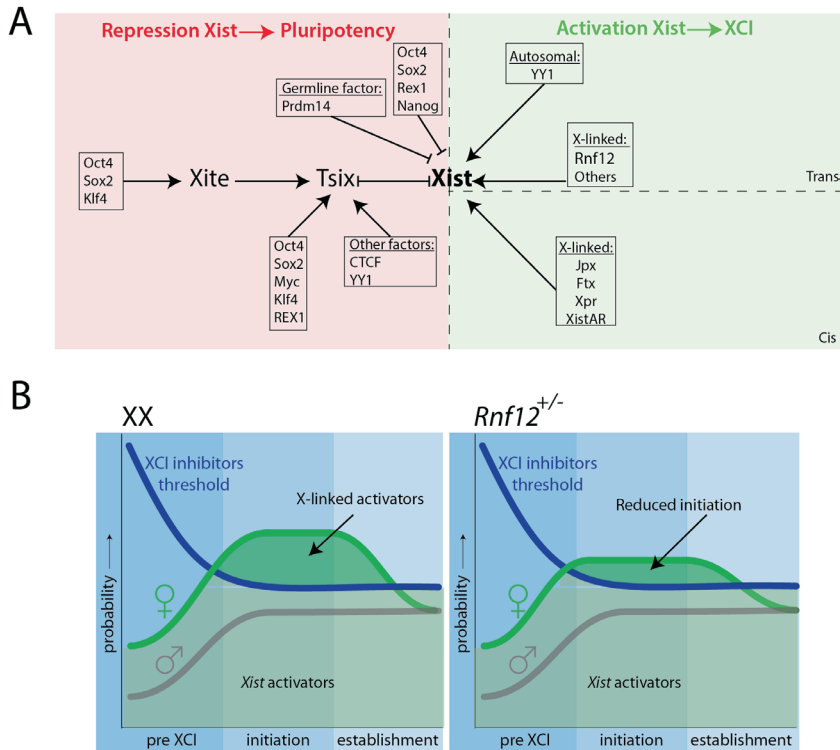 A
Repression Xist → Pluripotency
Activation Xist → XCI
Germline factor:
Prdm14
Oct4
Sox2
Rex1
Nanog
Autosomal:
YY1
X-linked:
Rnf12
Others
Oct4
Sox2
Klf4
Xite
Tsix
Xist
Trans
Oct4
Sox2
Myc
Klf4
REX1
Other factors:
CTCF
YY1
X-linked:
Jpx
Ftx
Xpr
XistAR
Cis
B
XX
XCI inhibitors
threshold
X-linked activators
probability →
♀
♂
Xist activators
pre XCI
initiation
establishment
Rnf12+/-
XCI inhibitors
threshold
Reduced initiation
probability →
♀
♂
Xist activators
pre XCI
initiation
establishment